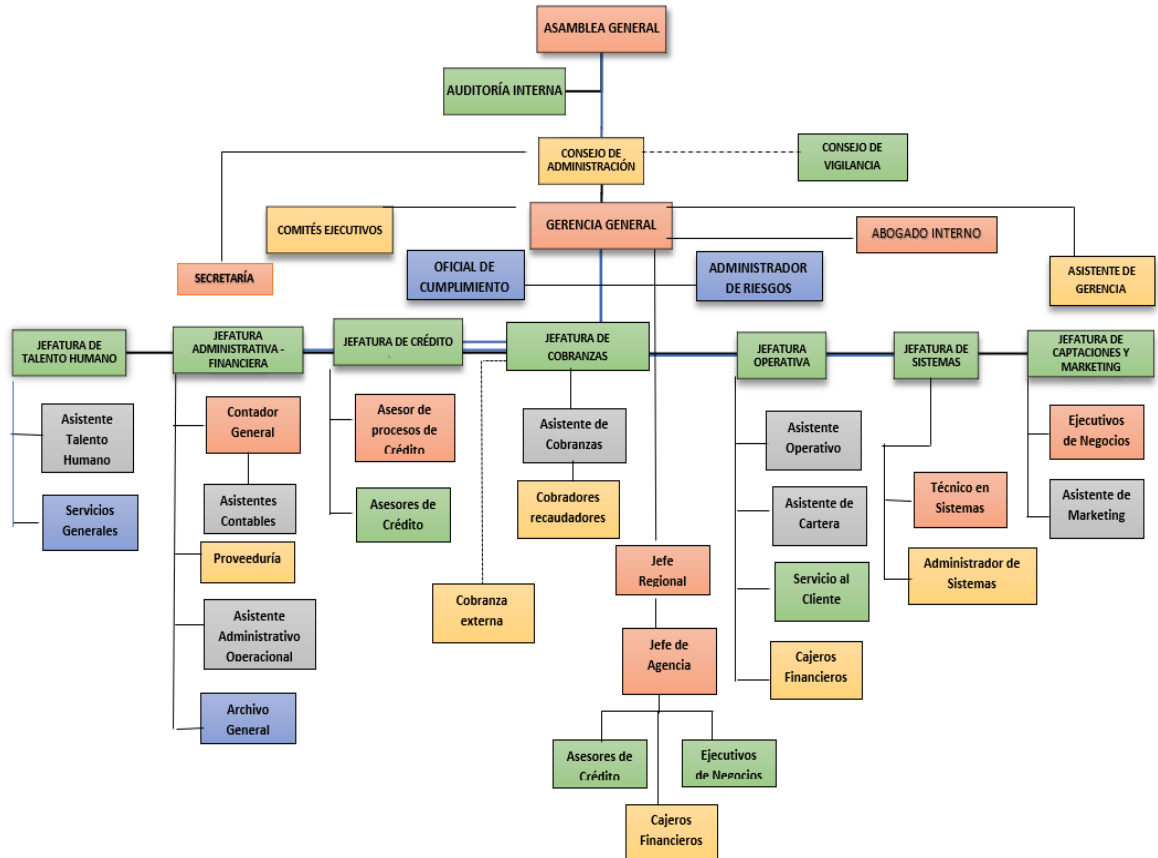 ASAMBLEA GENERAL
AUDITORÍA INTERNA
CONSEJO DE
ADMINISTRACIÓN
CONSEJO DE
VIGILANCIA
COMITÉS EJECUTIVOS
GERENCIA GENERAL
ABOGADO INTERNO
SECRETARÍA
OFICIAL DE
CUMPLIMIENTO
ADMINISTRADOR
DE RIESGOS
ASISTENTE DE
GERENCIA
JEFATURA DE
TALENTO HUMANO
JEFATURA
ADMINISTRATIVA -
FINANCIERA
JEFATURA DE CRÉDITO
JEFATURA DE
COBRANZAS
JEFATURA
OPERATIVA
JEFATURA DE
SISTEMAS
JEFATURA DE
CAPTACIONES Y
MARKETING
Asistente
Talento
Humano
Servicios
Generales
Contador
General
Asistentes
Contables
Proveeduría
Asistente
Administrativo
Operacional
Archivo
General
Asesor de
procesos de
Crédito
Asesores de
Crédito
Asistente de
Cobranzas
Cobradores
recaudadores
Cobranza
externa
Jefe
Regional
Jefe de
Agencia
Asesores de
Crédito
Ejecutivos
de Negocios
Cajeros
Financieros
Asistente
Operativo
Asistente de
Cartera
Servicio al
Cliente
Cajeros
Financieros
Técnico en
Sistemas
Administrador de
Sistemas
Ejecutivos
de Negocios
Asistente de
Marketing